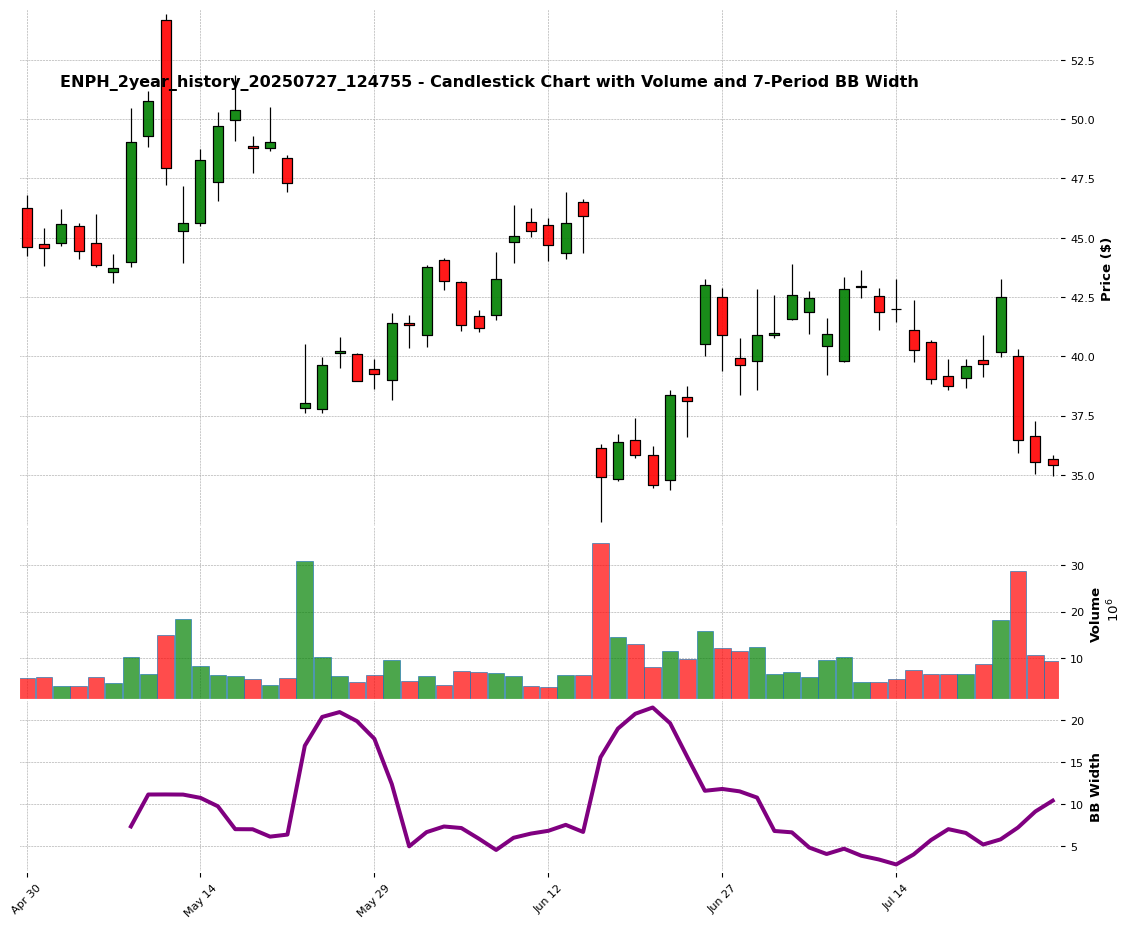 ENPH_2year_history_20250727_124755 - Candlestick Chart with Volume and 7-Period BB Width
52.5
50.0
47.5
45.0
42.5
40.0
37.5
35.0
Price ($)
30
20
10
Volume
10^6
20
15
10
5
BB Width
Apr 30
May 14
May 29
Jun 12
Jun 27
Jul 14